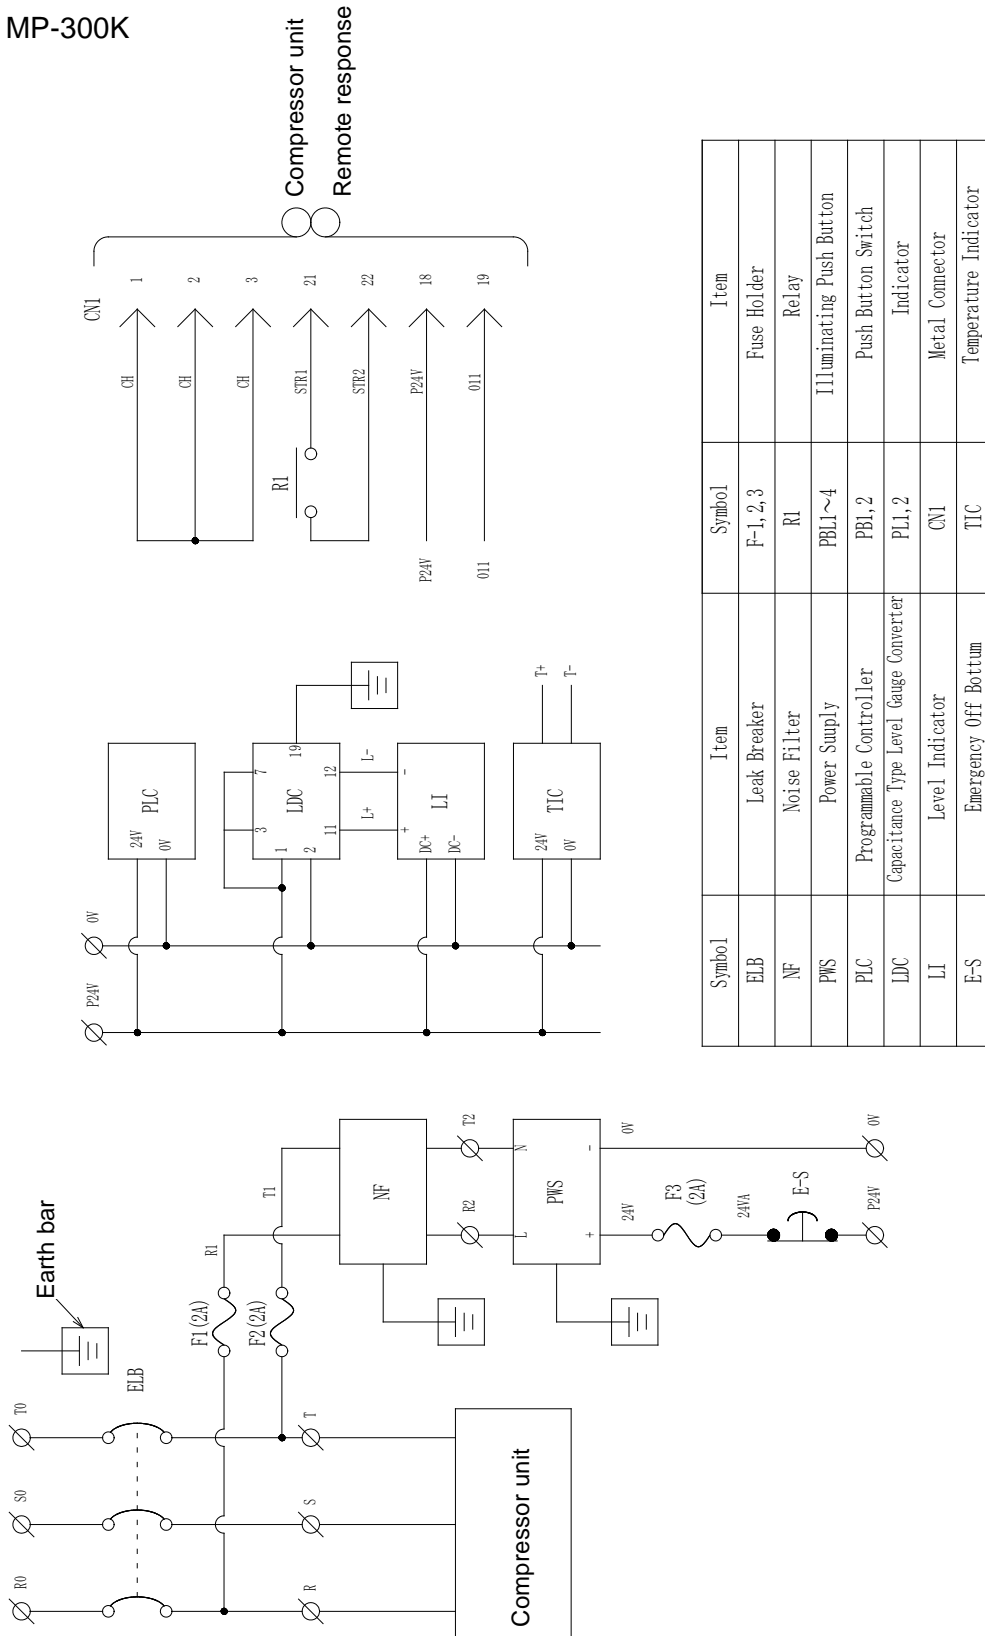 MP-300K
R0
S0
T0
ELB
Earth bar
R
S
T
F1(2A)
F2(2A)
R1
T1
Compressor unit
NF
R2
T2
L
N
PWS
+
-
24V
0V
F3
(2A)
24VA
E-S
P24V
0V
P24V
0V
24V
0V
PLC
1
2
3
7
LDC
11
12
19
L+
L-
+
-
DC+
DC-
LI
24V
0V
TIC
T+
T-
CN1
CH
1
CH
2
CH
3
R1
STR1
21
STR2
22
P24V
P24V
18
011
011
19
Compressor unit
Remote response
Symbol Item Symbol Item
ELB Leak Breaker F-1,2,3 Fuse Holder
NF Noise Filter R1 Relay
PWS Power Suuply PBL1~4 Illuminating Push Button
PLC Programmable Controller PB1,2 Push Button Switch
LDC Capacitance Type Level Gauge Converter PL1,2 Indicator
LI Level Indicator CN1 Metal Connector
E-S Emergency Off Bottum TIC Temperature Indicator